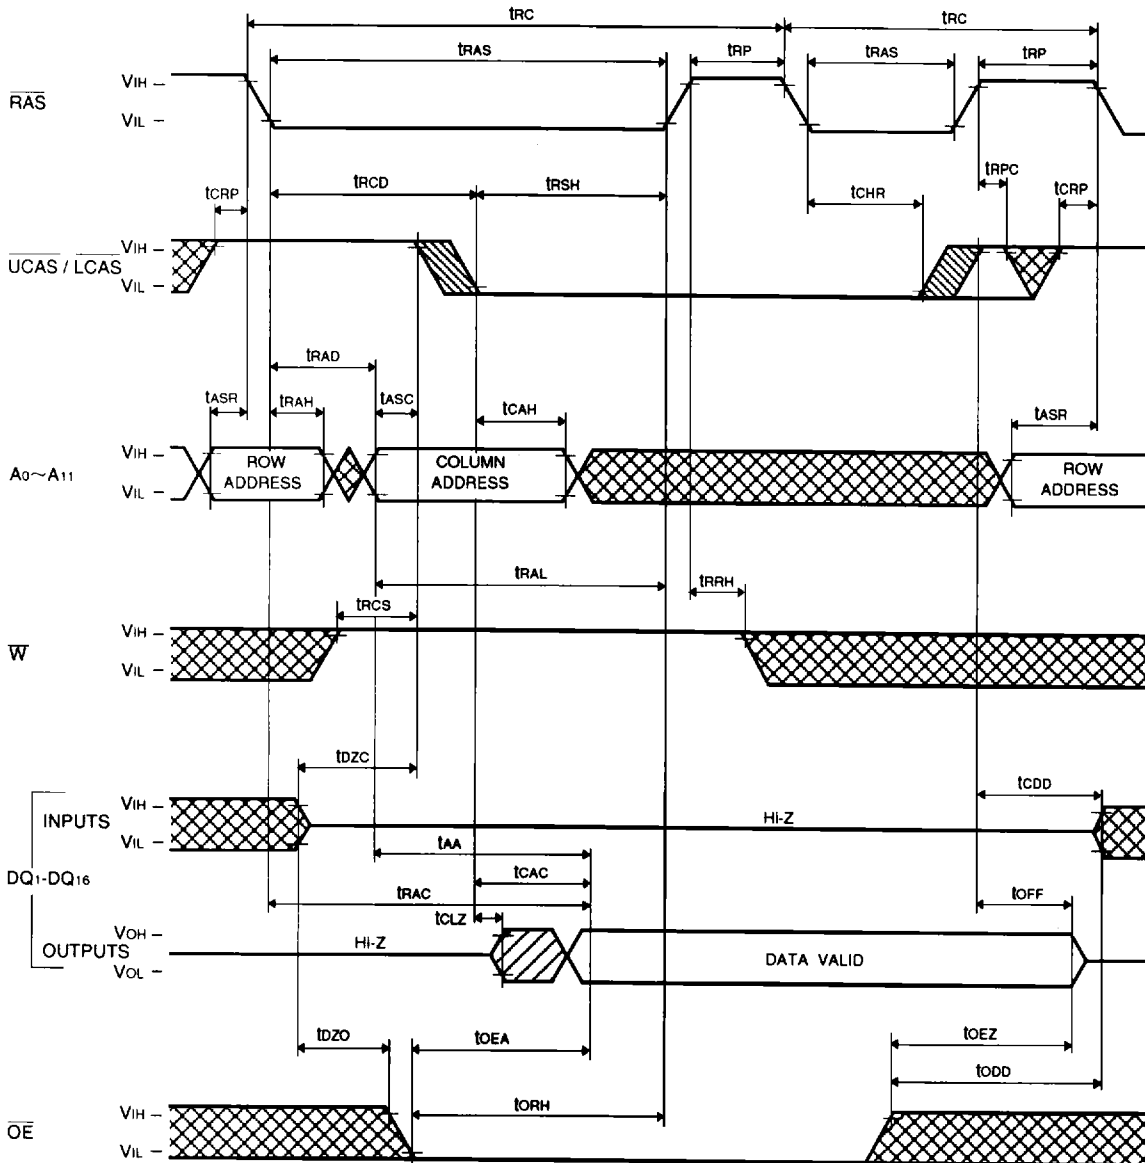 tRC tRC
tRAS tRP tRAS tRP
RAS VIH
VIL
tRCD tRSH tRPC
tCRP tCHR tCRP
UCAS / LCAS VIH
VIL
tRAD
tASR tRAH tASC tCAH tASR
A0~A11 VIH
VIL
ROW
ADDRESS
COLUMN
ADDRESS
ROW
ADDRESS
tRAL tRRH
tRCS
W VIH
VIL
tDZC tCDD
INPUTS VIH
VIL
Hi-Z
DQ1-DQ16
tAA
tCAC
tRAC tOFF
tCLZ
OUTPUTS VOH
VOL
Hi-Z
DATA VALID
tDZO tOEA tOEZ
tODD
tORH
OE VIH
VIL